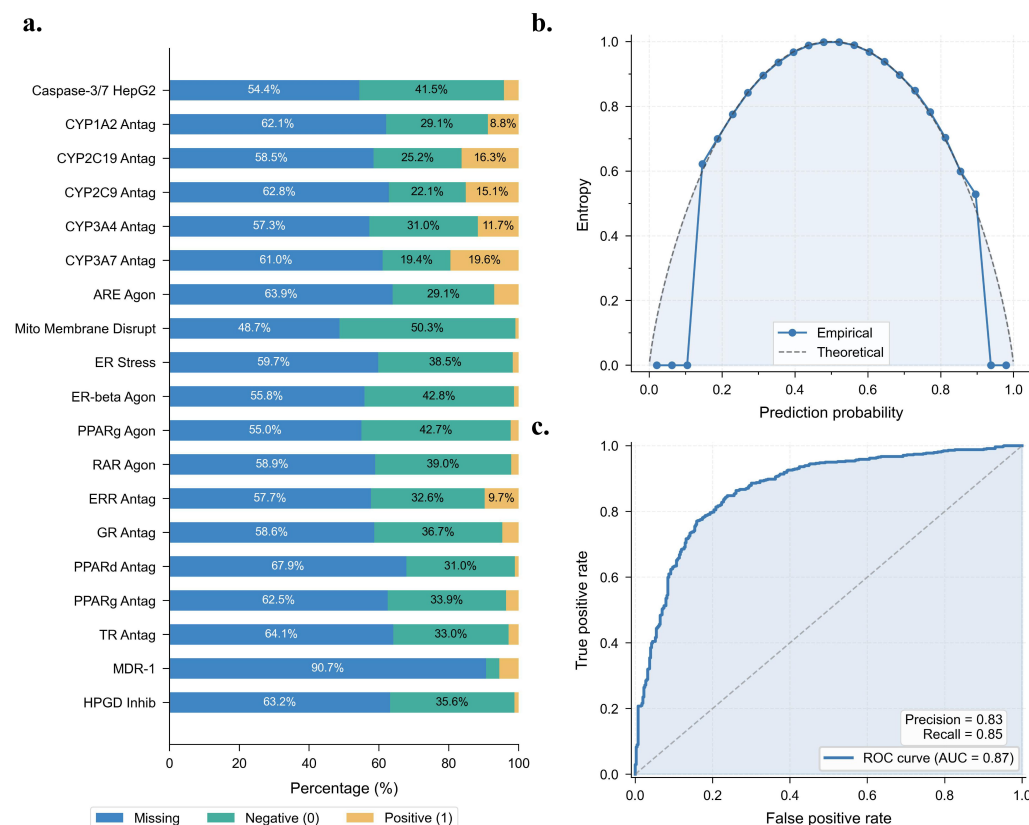 a.
Caspase-3/7 HepG2 54.4% 41.5%
CYP1A2 Antag 62.1% 29.1% 8.8%
CYP2C19 Antag 58.5% 25.2% 16.3%
CYP2C9 Antag 62.8% 22.1% 15.1%
CYP3A4 Antag 57.3% 31.0% 11.7%
CYP3A7 Antag 61.0% 19.4% 19.6%
ARE Agon 63.9% 29.1%
Mito Membrane Disrupt 48.7% 50.3%
ER Stress 59.7% 38.5%
ER-beta Agon 55.8% 42.8%
PPARg Agon 55.0% 42.7%
RAR Agon 58.9% 39.0%
ERR Antag 57.7% 32.6% 9.7%
GR Antag 58.6% 36.7%
PPARd Antag 67.9% 31.0%
PPARg Antag 62.5% 33.9%
TR Antag 64.1% 33.0%
MDR-1 90.7%
HPGD Inhib 63.2% 35.6%
0 20 40 60 80 100
Percentage (%)
Missing Negative (0) Positive (1)
b.
1.0
0.8
0.6
0.4
0.2
0.0
Entropy
Empirical
Theoretical
0.0 0.2 0.4 0.6 0.8 1.0
Prediction probability
c.
1.0
0.8
0.6
0.4
0.2
0.0
True positive rate
Precision = 0.83
Recall = 0.85
ROC curve (AUC = 0.87)
0.0 0.2 0.4 0.6 0.8 1.0
False positive rate